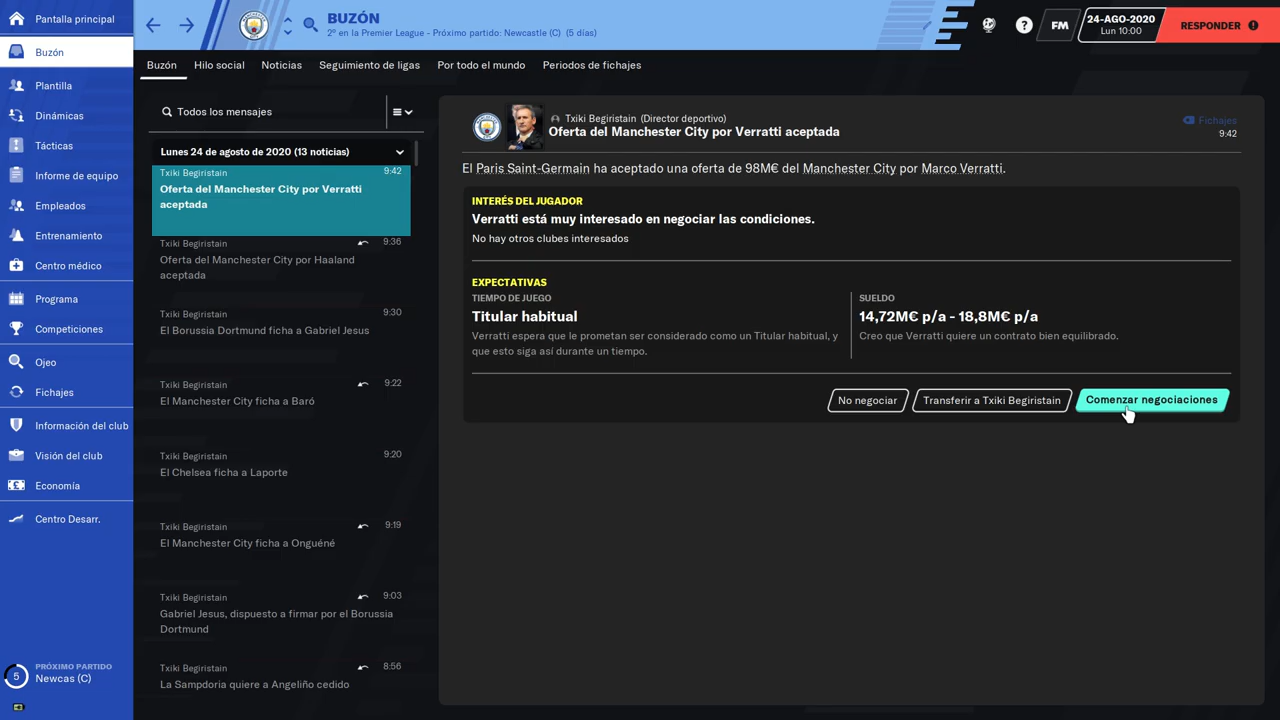 Pantalla principal
Buzón
Plantilla
Dinámicas
Tácticas
Informe de equipo
Empleados
Entrenamiento
Centro médico
Programa
Competiciones
Ojeo
Fichajes
Información del club
Visión del club
Economía
Centro Desarr.
5
PRÓXIMO PARTIDO
Newcas (C)
BUZÓN
2º en la Premier League - Próximo partido: Newcastle (C) (5 días)
?
FM
24-AGO-2020
Lun 10:00
RESPONDER
Buzón
Hilo social
Noticias
Seguimiento de ligas
Por todo el mundo
Periodos de fichajes
Todos los mensajes
Lunes 24 de agosto de 2020 (13 noticias)
Txiki Begiristain 9:42
Oferta del Manchester City por Verratti
aceptada
Txiki Begiristain 9:36
Oferta del Manchester City por Haaland
aceptada
Txiki Begiristain 9:30
El Borussia Dortmund ficha a Gabriel Jesus
Txiki Begiristain 9:22
El Manchester City ficha a Baró
Txiki Begiristain 9:20
El Chelsea ficha a Laporte
Txiki Begiristain 9:19
El Manchester City ficha a Onguéné
Txiki Begiristain 9:03
Gabriel Jesus, dispuesto a firmar por el Borussia
Dortmund
Txiki Begiristain 8:56
La Sampdoria quiere a Angeliño cedido
Txiki Begiristain (Director deportivo)
Oferta del Manchester City por Verratti aceptada
Fichajes
9:42
El Paris Saint-Germain ha aceptado una oferta de 98M€ del Manchester City por Marco Verratti.
INTERÉS DEL JUGADOR
Verratti está muy interesado en negociar las condiciones.
No hay otros clubes interesados
EXPECTATIVAS
TIEMPO DE JUEGO
Titular habitual
Verratti espera que le prometan ser considerado como un Titular habitual, y
que esto siga así durante un tiempo.
SUELDO
14,72M€ p/a - 18,8M€ p/a
Creo que Verratti quiere un contrato bien equilibrado.
No negociar
Transferir a Txiki Begiristain
Comenzar negociaciones